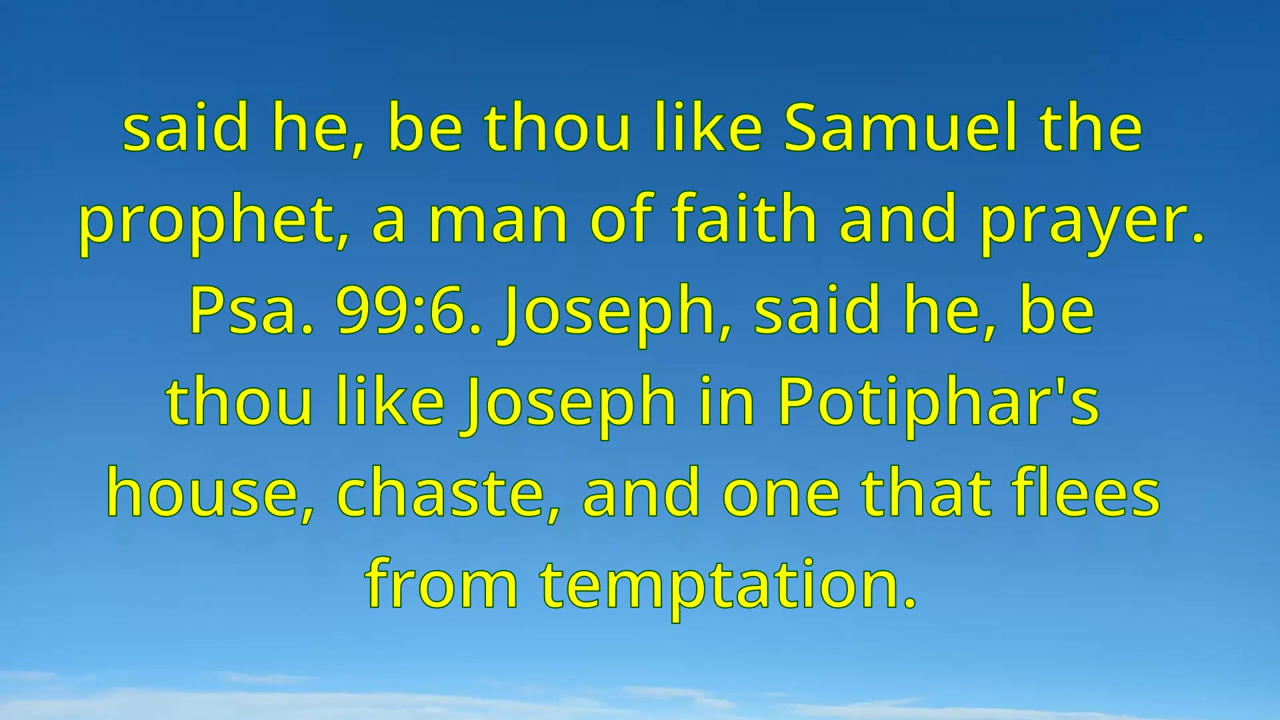 said he, be thou like Samuel the
prophet, a man of faith and prayer.
Psa. 99:6. Joseph, said he, be
thou like Joseph in Potiphar's
house, chaste, and one that flees
from temptation.